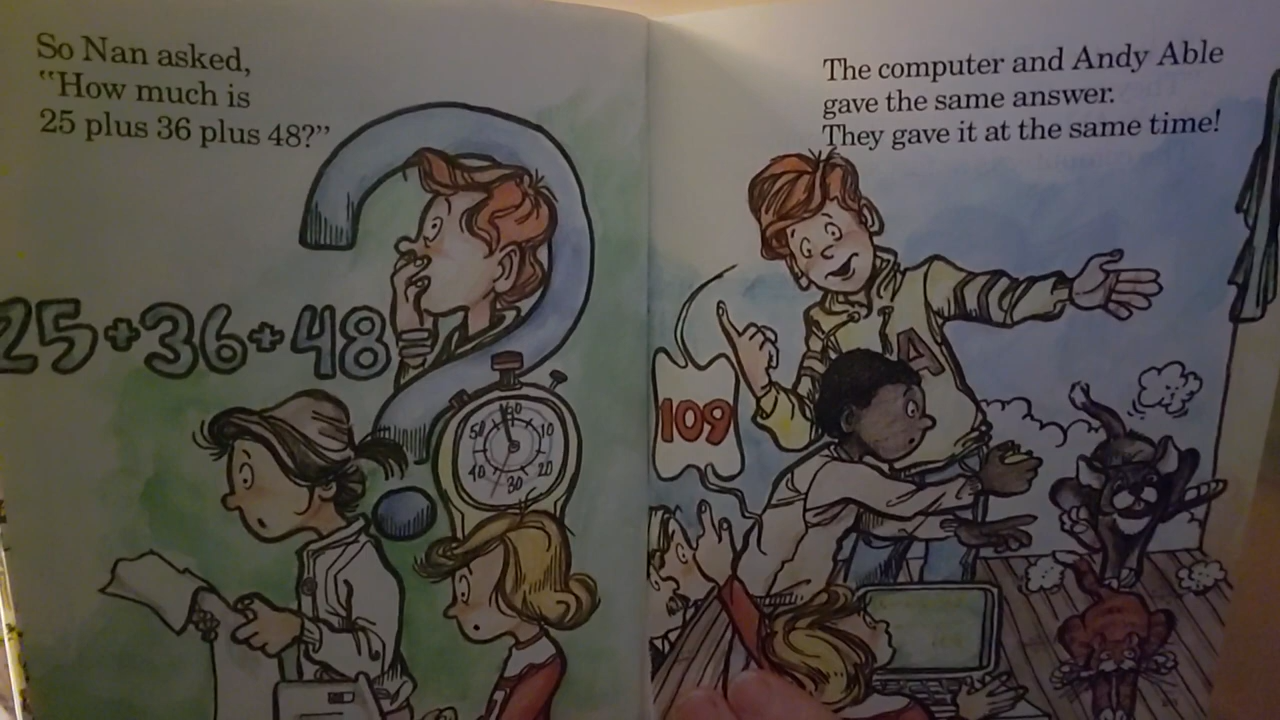 So Nan asked,
"How much is
25 plus 36 plus 48?"
25+36+48
60
50
10
40
20
30
The computer and Andy Able
gave the same answer.
They gave it at the same time!
A
109